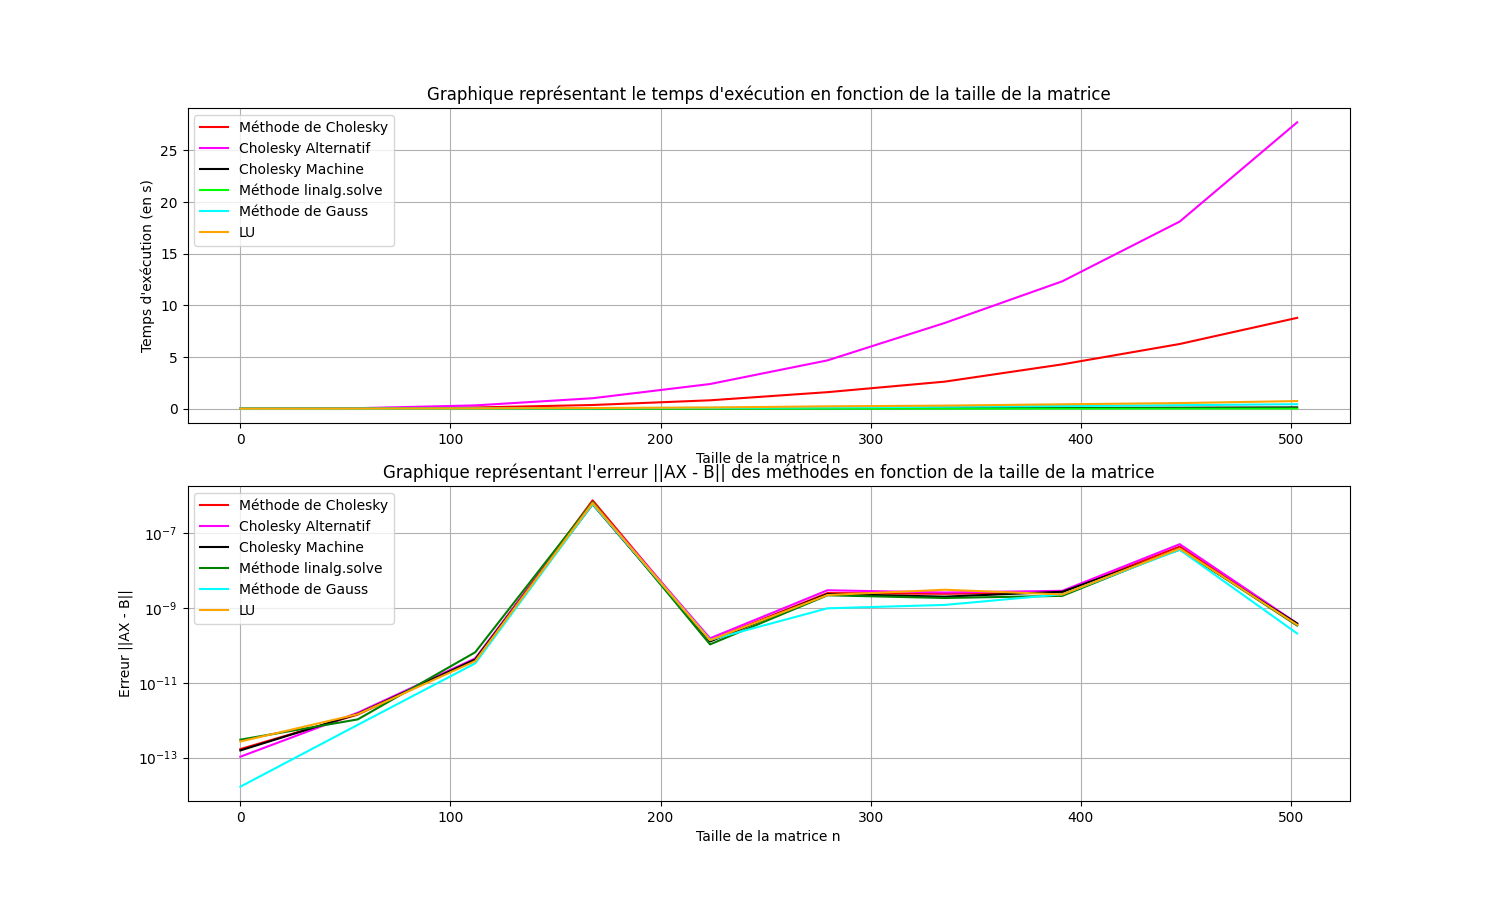 Graphique représentant le temps d'exécution en fonction de la taille de la matrice
Méthode de Cholesky
Cholesky Alternatif
Cholesky Machine
Méthode linalg.solve
Méthode de Gauss
LU
Temps d'exécution (en s)
25
20
15
10
5
0
0 100 200 300 400 500
Taille de la matrice n
Graphique représentant l'erreur ||AX - B|| des méthodes en fonction de la taille de la matrice
Méthode de Cholesky
Cholesky Alternatif
Cholesky Machine
Méthode linalg.solve
Méthode de Gauss
LU
Erreur ||AX - B||
10⁻⁷
10⁻⁹
10⁻¹¹
10⁻¹³
0 100 200 300 400 500
Taille de la matrice n